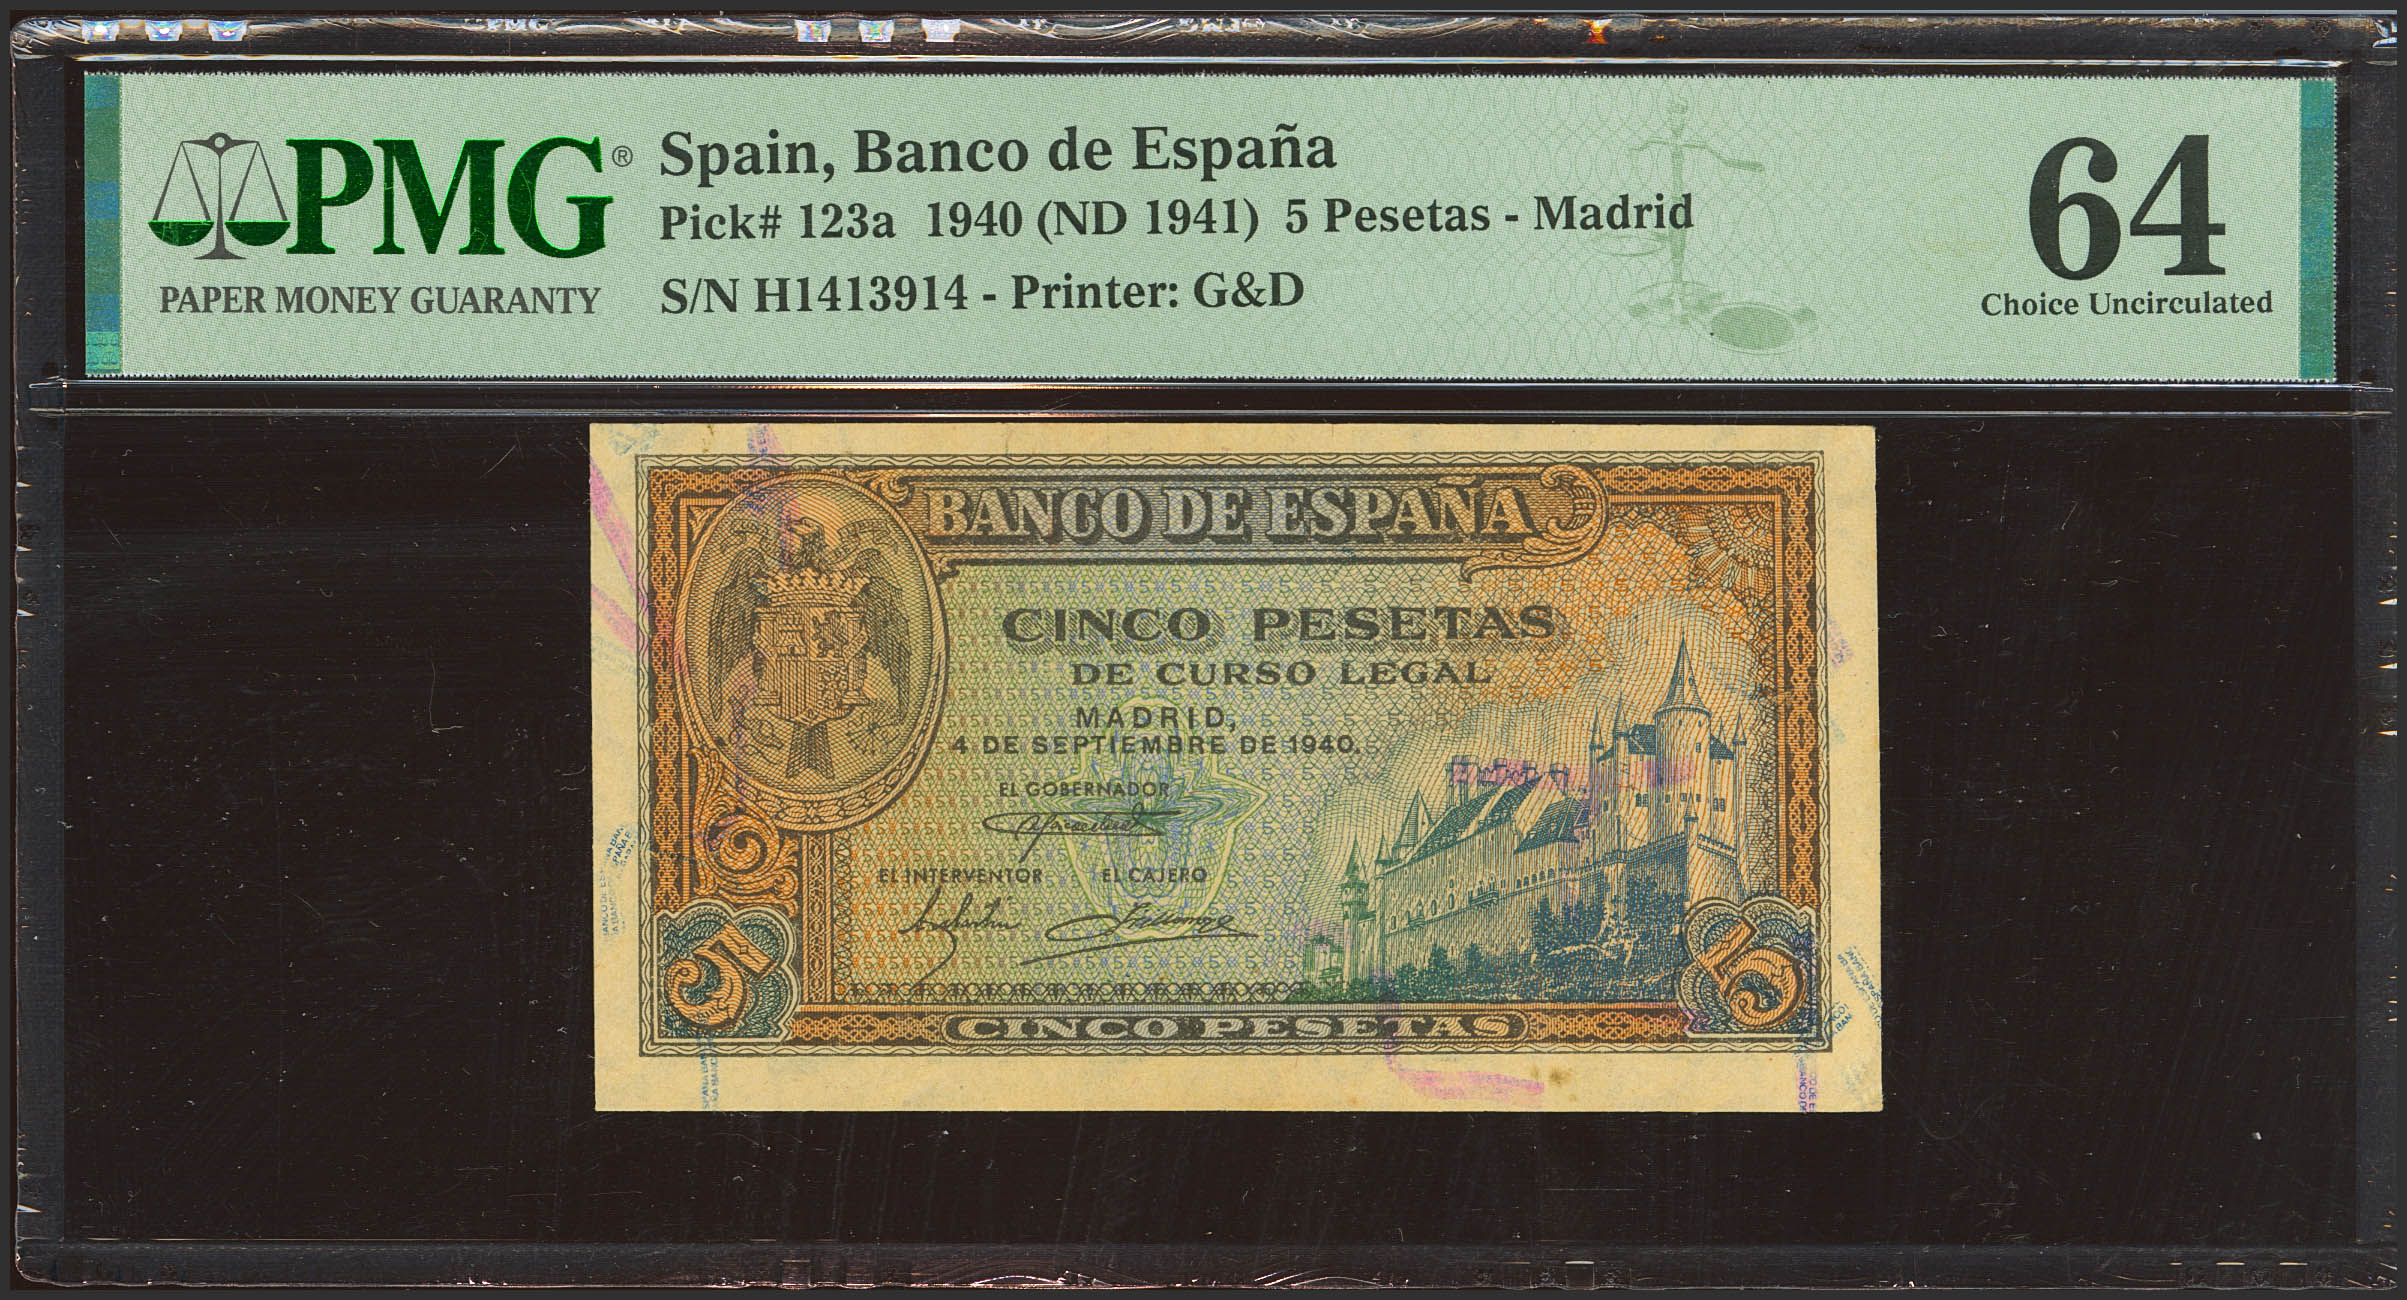 PMG®
PAPER MONEY GUARANTY
Spain, Banco de España
Pick# 123a 1940 (ND 1941) 5 Pesetas - Madrid
S/N H1413914 - Printer: G&D
64
Choice Uncirculated
BANCO DE ESPAÑA
CINCO PESETAS
DE CURSO LEGAL
MADRID,
4 DE SEPTIEMBRE DE 1940.
EL GOBERNADOR
EL INTERVENTOR
EL CAJERO
5
5
5
CINCO PESETAS